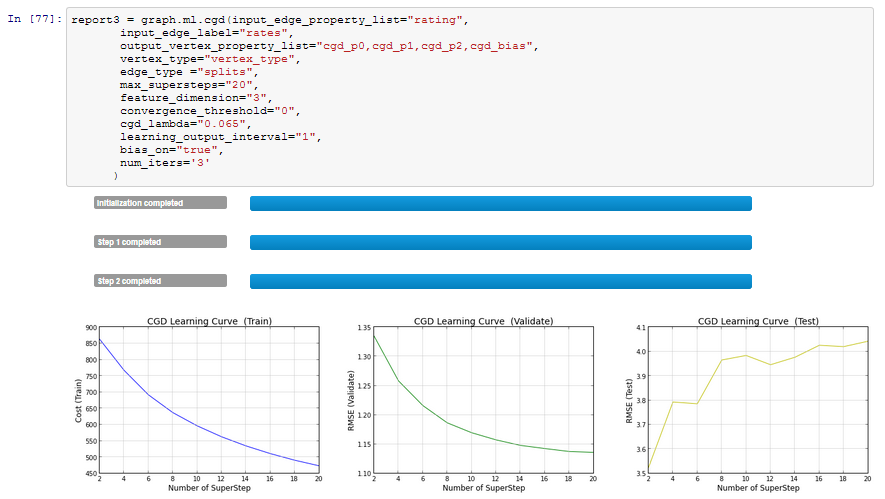 In [77]: report3 = graph.ml.cgd(input_edge_property_list="rating",
input_edge_label="rates",
output_vertex_property_list="cgd_p0,cgd_p1,cgd_p2,cgd_bias",
vertex_type="vertex_type",
edge_type ="splits",
max_supersteps="20",
feature_dimension="3",
convergence_threshold="0",
cgd_lambda="0.065",
learning_output_interval="1",
bias_on="true",
num_iters='3'
)
Initialization completed
Step 1 completed
Step 2 completed
CGD Learning Curve (Train)
900
850
800
750
700
650
600
550
500
450
Cost (Train)
2 4 6 8 10 12 14 16 18 20
Number of SuperStep
CGD Learning Curve (Validate)
1.35
1.30
1.25
1.20
1.15
1.10
RMSE (Validate)
2 4 6 8 10 12 14 16 18 20
Number of SuperStep
CGD Learning Curve (Test)
4.1
4.0
3.9
3.8
3.7
3.6
3.5
RMSE (Test)
2 4 6 8 10 12 14 16 18 20
Number of SuperStep